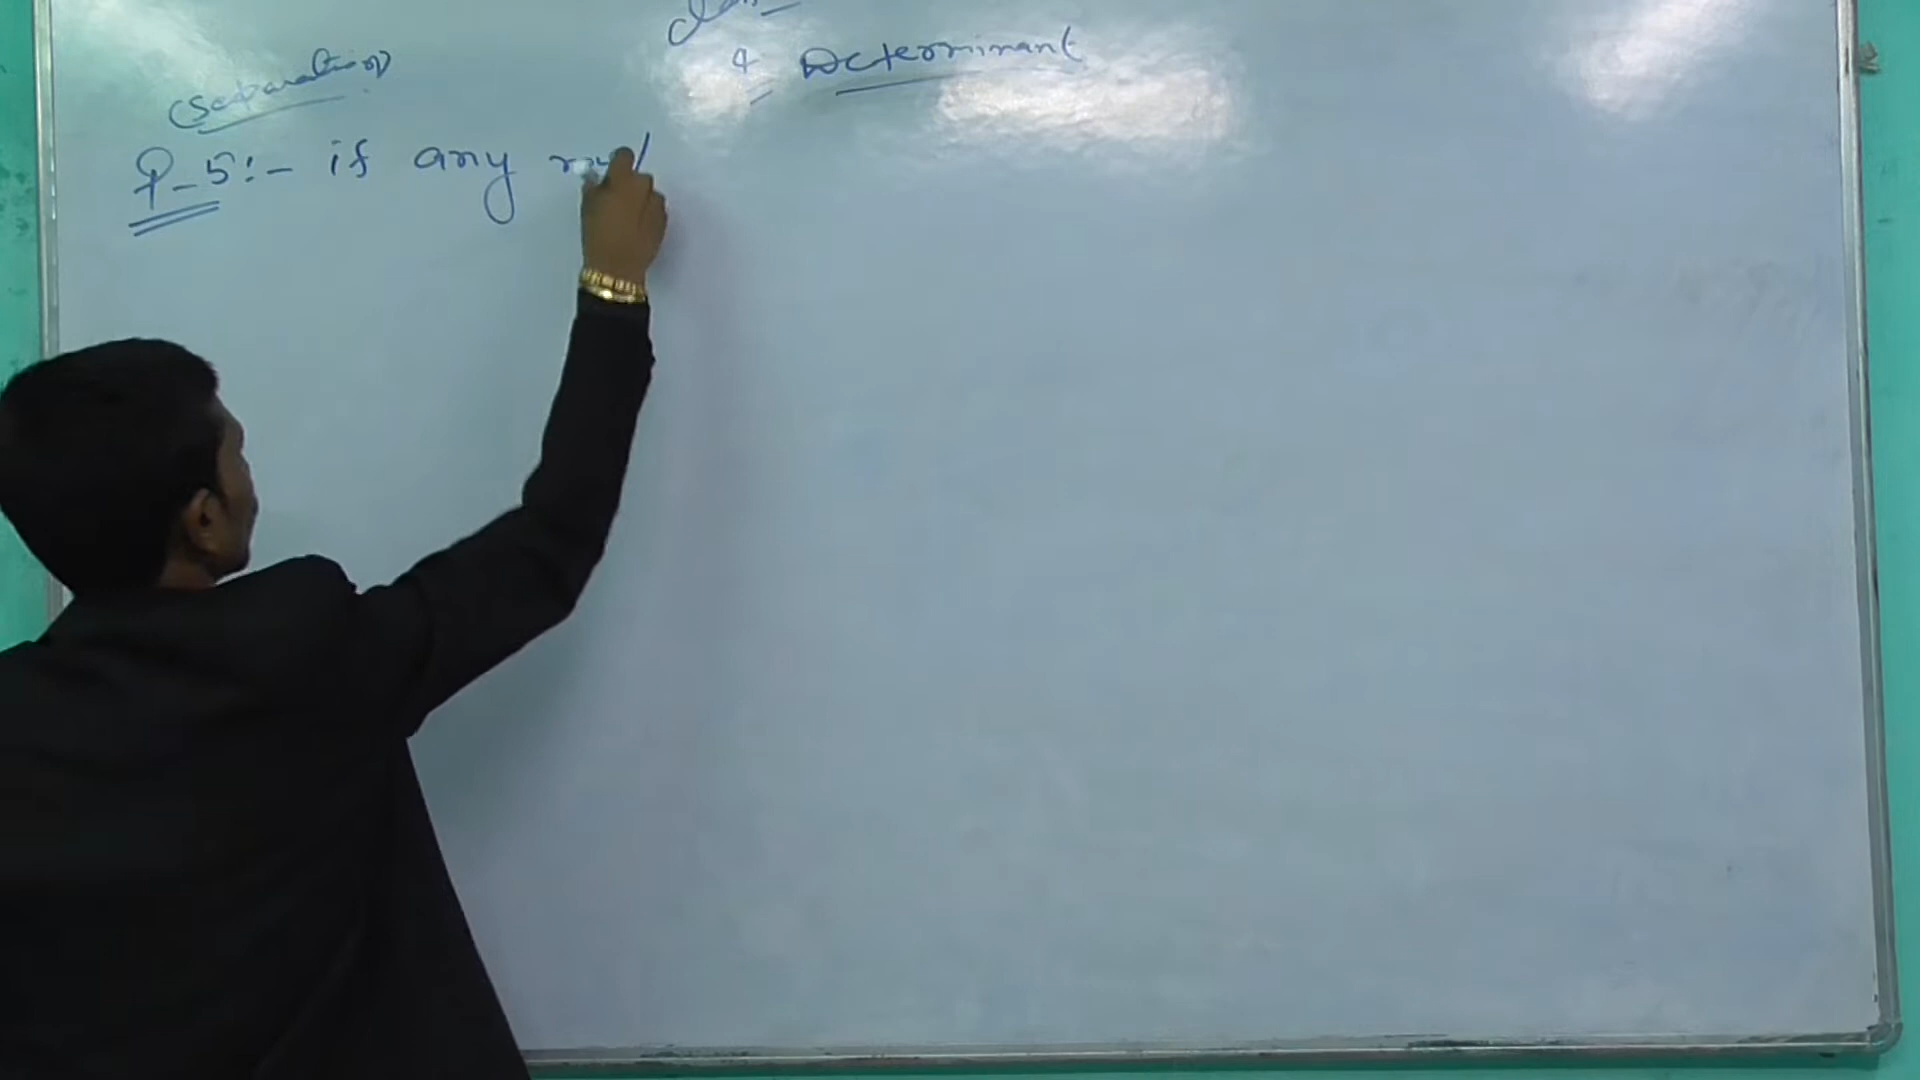 4 Determinant
(Separation)
P-5:- if any